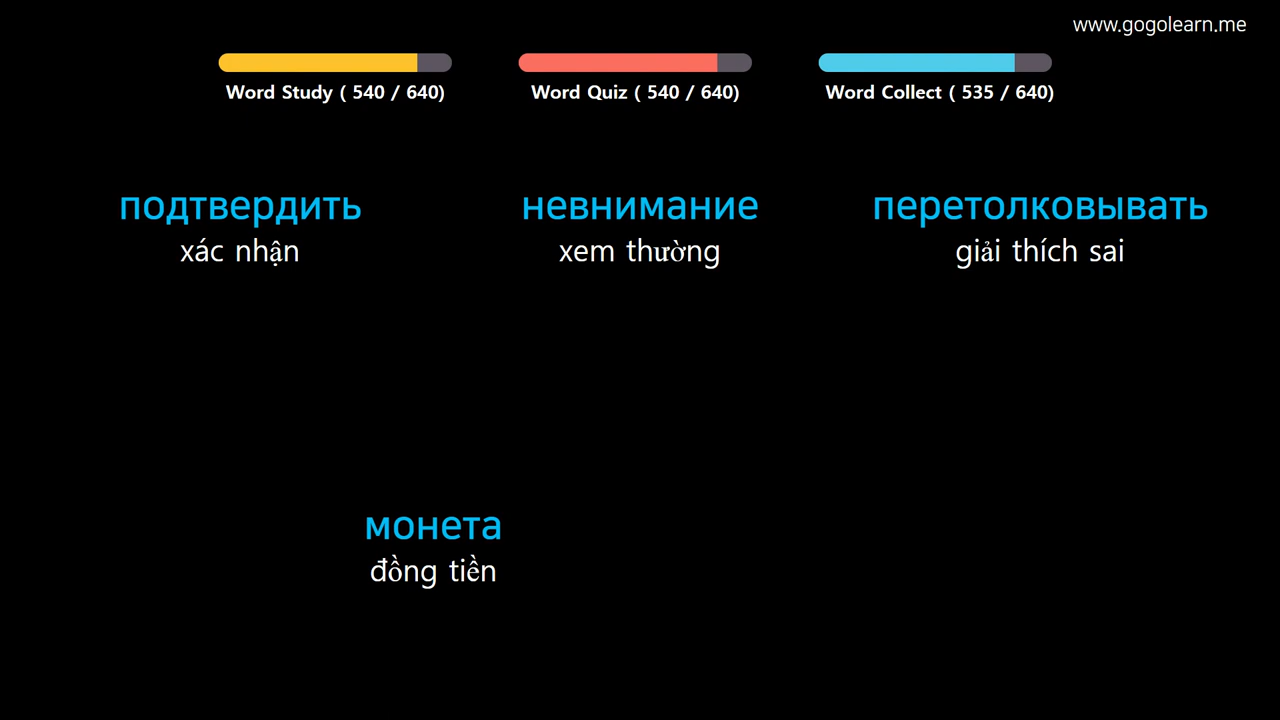 www.gogolearn.me
Word Study ( 540 / 640)
Word Quiz ( 540 / 640)
Word Collect ( 535 / 640)
подтвердить
xác nhận
невнимание
xem thường
перетолковывать
giải thích sai
монета
đồng tiền